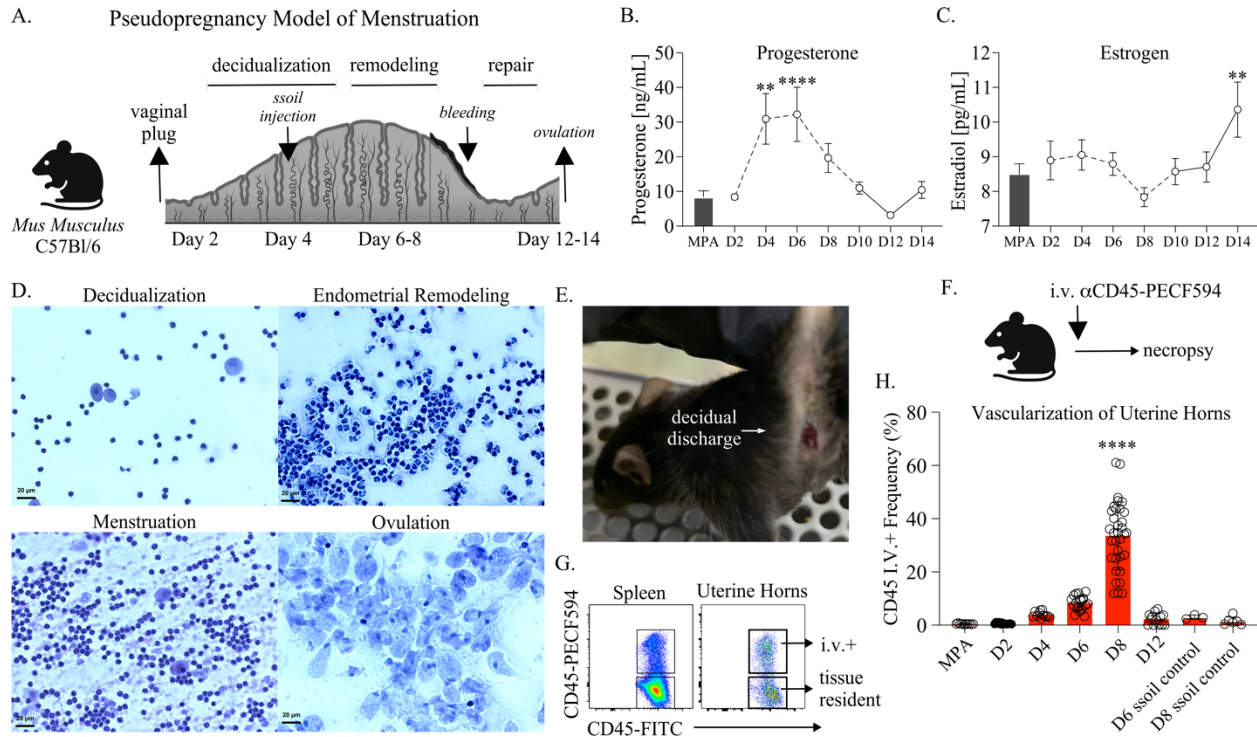 A.
Pseudopregnancy Model of Menstruation
decidualization
remodeling
repair
vaginal
plug
ssoil
injection
bleeding
ovulation
Mus Musculus
C57Bl/6
Day 2
Day 4
Day 6-8
Day 12-14
B.
Progesterone
Progesterone [ng/mL]
50
40
30
20
10
0
** ****
MPA D2 D4 D6 D8 D10 D12 D14
C.
Estrogen
Estradiol [pg/mL]
12
11
10
9
8
7
**
MPA D2 D4 D6 D8 D10 D12 D14
D.
Decidualization
Endometrial Remodeling
20 µm
20 µm
Menstruation
Ovulation
20 µm
20 µm
E.
decidual
discharge
F.
i.v. αCD45-PECF594
necropsy
G.
Spleen
Uterine Horns
CD45-PECF594
i.v.+
tissue
resident
CD45-FITC
H.
Vascularization of Uterine Horns
CD45 I.V.+ Frequency (%)
80
60
40
20
0
****
MPA
D2
D4
D6
D8
D12
D6 ssoil control
D8 ssoil control